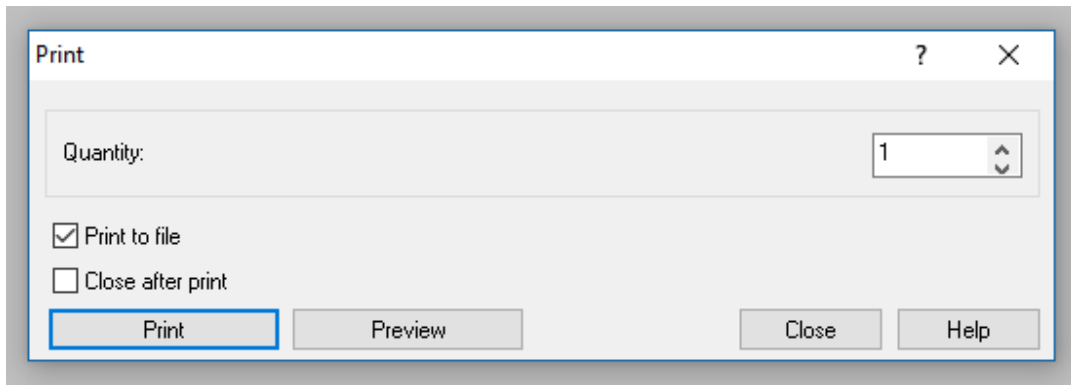 Print ?
Quantity: 1
Print to file
Close after print
Print Preview Close Help